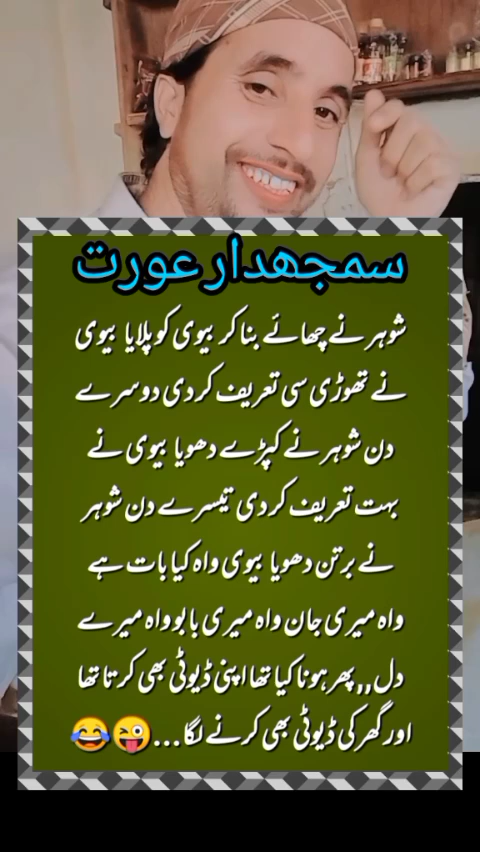 سمجھدار عورت
شوہر نے چھائے بنا کر بیوی کو پلایا بیوی
نے تھوڑی سی تعریف کر دی دوسرے
دن شوہر نے کپڑے دھویا بیوی نے
بہت تعریف کر دی تیسرے دن شوہر
نے برتن دھویا بیوی واہ کیا بات ہے
واہ میری جان واہ میری بابو واہ میرے
دل,, پھر ہونا کیا تھا اپنی ڈیوٹی بھی کرتا تھا
اور گھر کی ڈیوٹی بھی کرنے لگا...😜😂